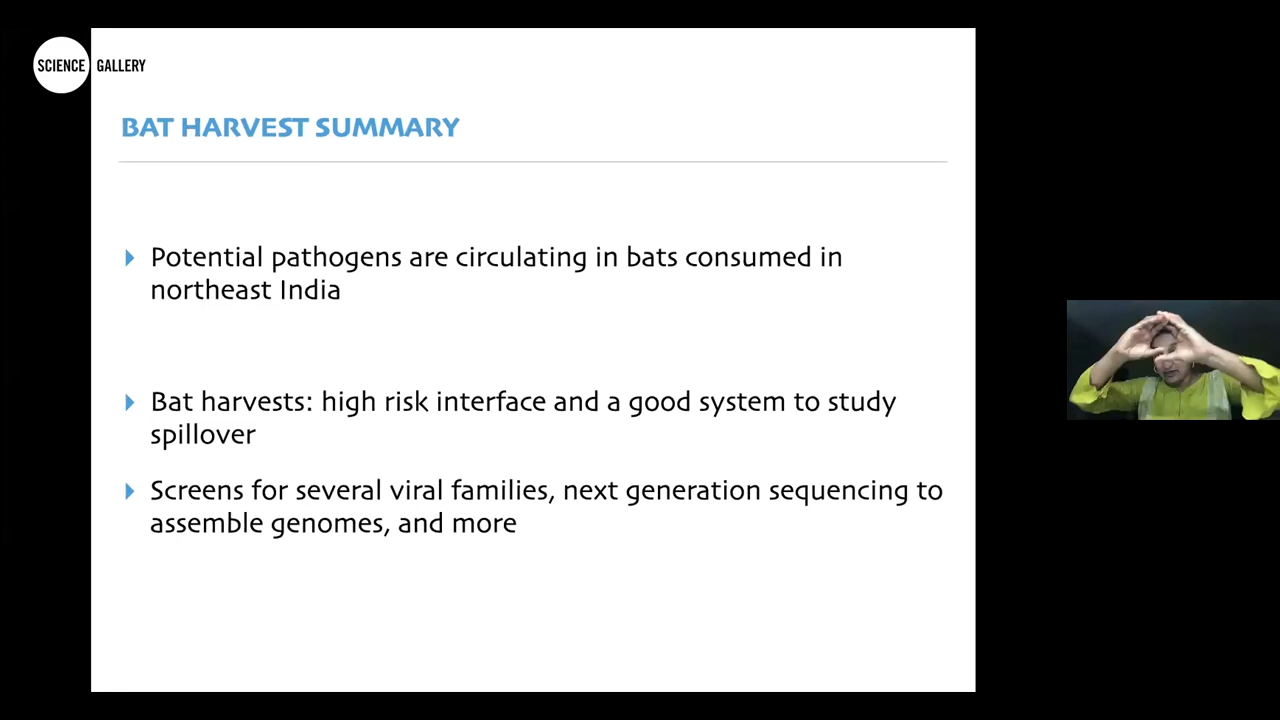 SCIENCE GALLERY
BAT HARVEST SUMMARY
Potential pathogens are circulating in bats consumed in
northeast India
Bat harvests: high risk interface and a good system to study
spillover
Screens for several viral families, next generation sequencing to
assemble genomes, and more